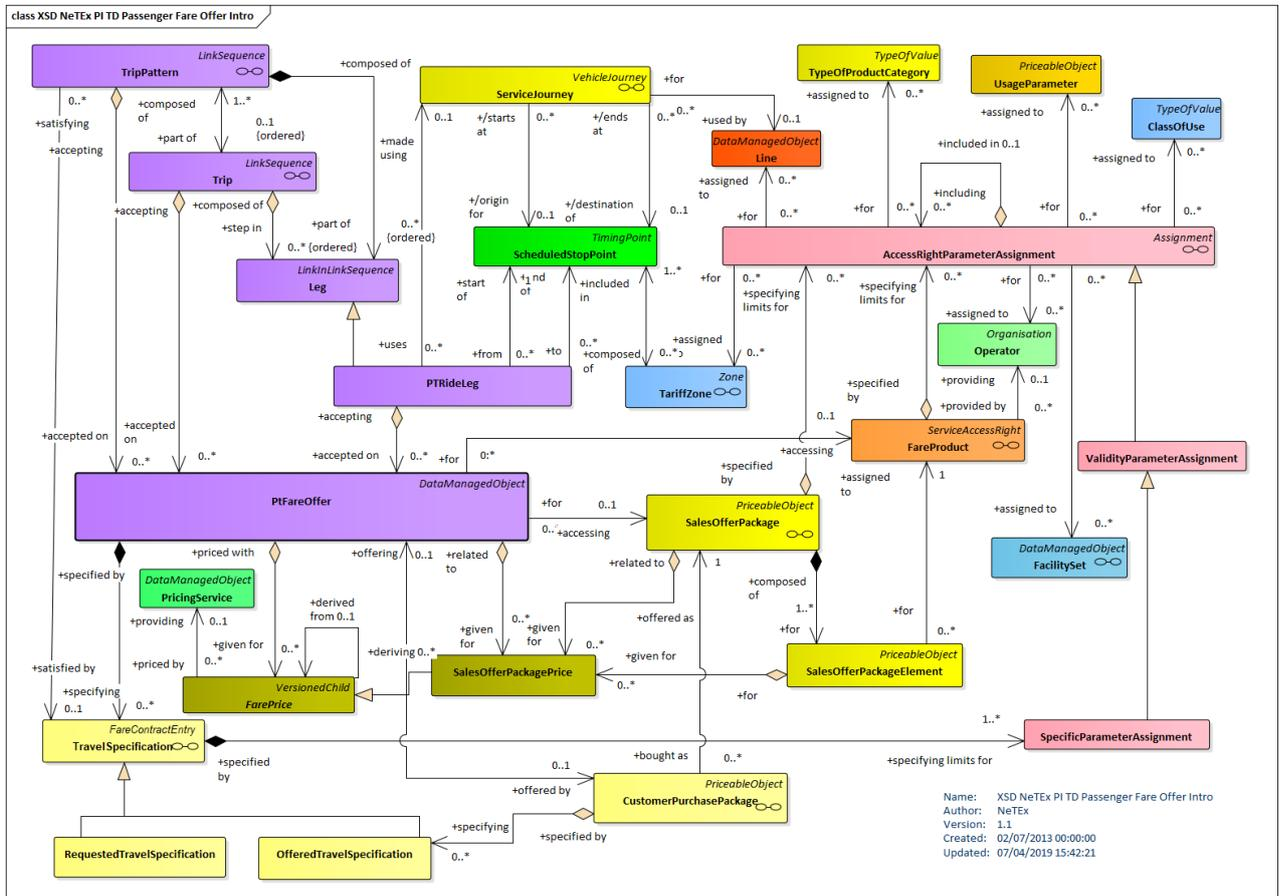 class XSD NeTEx PI TD Passenger Fare Offer Intro
LinkSequence
TripPattern
+composed of
VehicleJourney
ServiceJourney
+for
TypeOfValue
TypeOfProductCategory
PriceableObject
UsageParameter
TypeOfValue
ClassOfUse
0..*
+satisfying
+accepting
+composed
of
1..*
+part of
0..1
{ordered}
+made
using
0..1
+/starts
at
0..*
+/ends
at
0..*
0..*
+used by
0..1
DataManagedObject
Line
+assigned to
0..*
+assigned to
0..*
+assigned to
0..*
LinkSequence
Trip
+included in 0..1
+including
+accepting
+composed of
+step in
+part of
0..* {ordered}
0..*
{ordered}
+/origin
for
0..1
+/destination
of
0..1
+assigned
to
0..*
+for
0..*
+for
0..*
0..*
+for
0..*
+for
0..*
TimingPoint
ScheduledStopPoint
Assignment
AccessRightParameterAssignment
LinkInLinkSequence
Leg
+start
of
+1nd
of
+included
in
1..*
+for
0..*
+specifying
limits for
+specifying
limits for
0..*
+for
0..*
+assigned to
0..*
Organisation
Operator
+uses
0..*
+from
0..*
+to
0..*
+composed
of
0..*
+assigned
0..*
PTRideLeg
Zone
TariffZone
+providing
0..1
+specified
by
+provided by
0..*
+accepting
0..1
ServiceAccessRight
FareProduct
+accepted on
0..*
+accepted
on
0..*
+accepted on
0..*
+for
0:*
+accessing
+specified
by
+assigned
to
1
ValidityParameterAssignment
DataManagedObject
PtFareOffer
+for
0..1
0..*
+accessing
PriceableObject
SalesOfferPackage
+assigned to
0..*
DataManagedObject
FacilitySet
+specified by
+priced with
+offering
0..1
+related
to
+related to
1
+composed
of
1..*
DataManagedObject
PricingService
+providing
0..1
+derived
from 0..1
+given for
0..*
+priced by
0..*
+deriving 0..*
0..*
+given
for
+given
for
0..*
+offered as
+for
+for
0..*
+given for
0..*
+for
PriceableObject
SalesOfferPackageElement
SalesOfferPackagePrice
VersionedChild
FarePrice
+satisfied by
0..1
+specifying
0..*
FareContractEntry
TravelSpecification
+specified
by
1..*
+specifying limits for
SpecificParameterAssignment
+bought as
0..*
0..1
+offered by
PriceableObject
CustomerPurchasePackage
+specifying
0..*
+specified by
RequestedTravelSpecification
OfferedTravelSpecification
Name: XSD NeTEx PI TD Passenger Fare Offer Intro
Author: NeTEx
Version: 1.1
Created: 02/07/2013 00:00:00
Updated: 07/04/2019 15:42:21